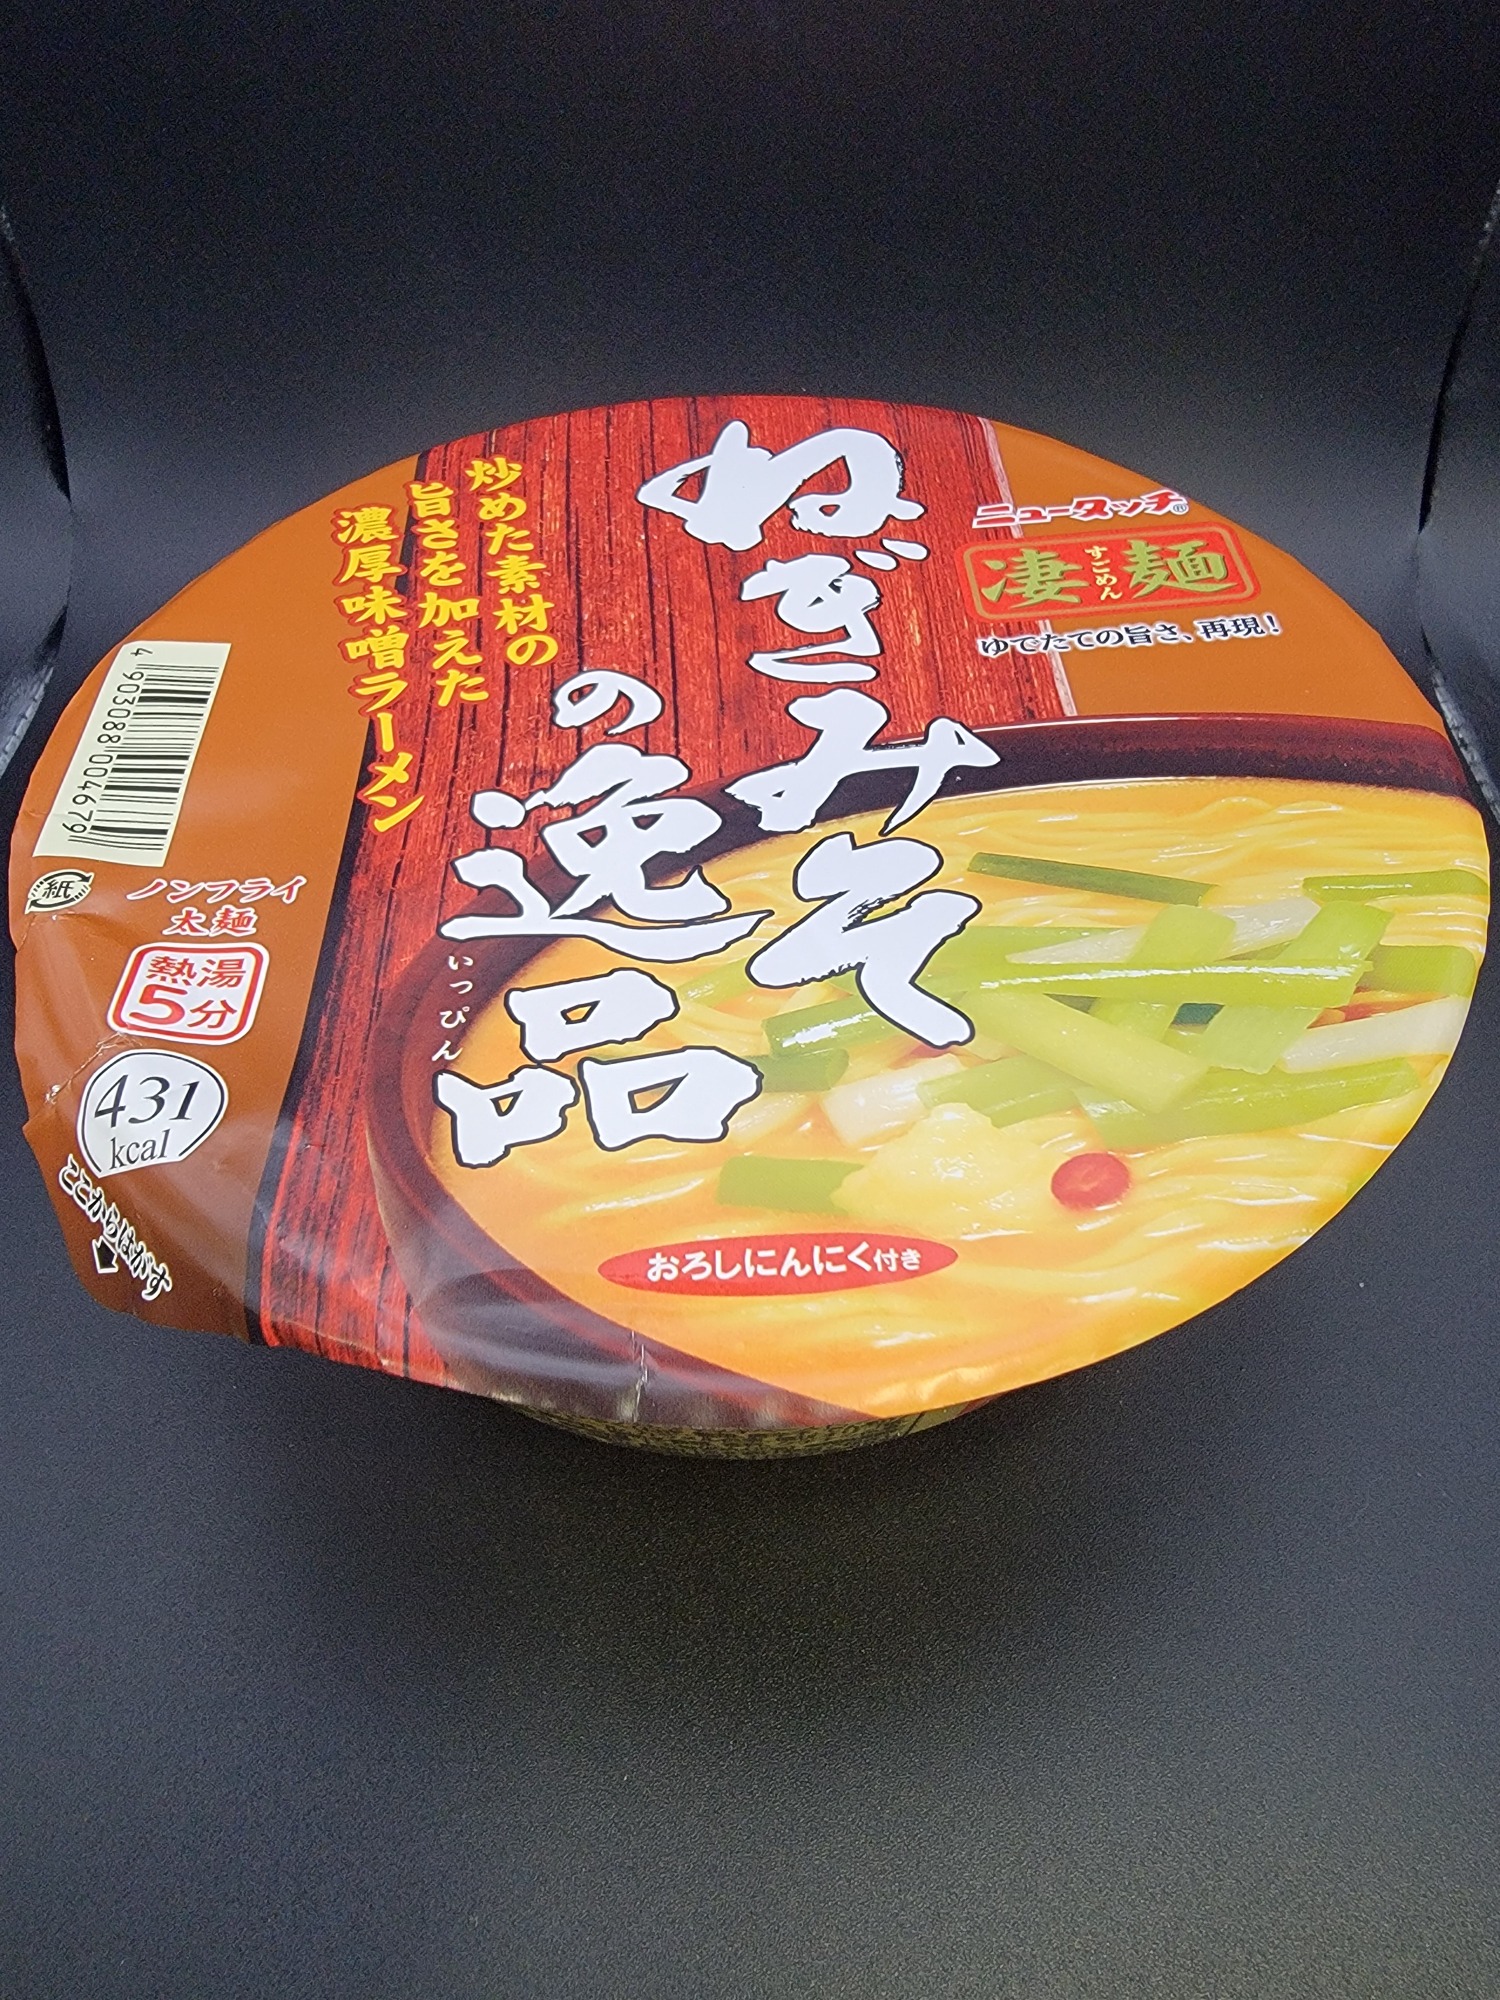 ニュータッチ®
凄麺
すごめん
ゆでたての旨さ、再現！
ねぎみそ
の逸品
いっぴん
炒めた素材の
旨さを加えた
濃厚味噌ラーメン
4 903088 004679
紙
ノンフライ
太麺
熱湯
5分
431
kcal
ここからはがす
おろしにんにく付き